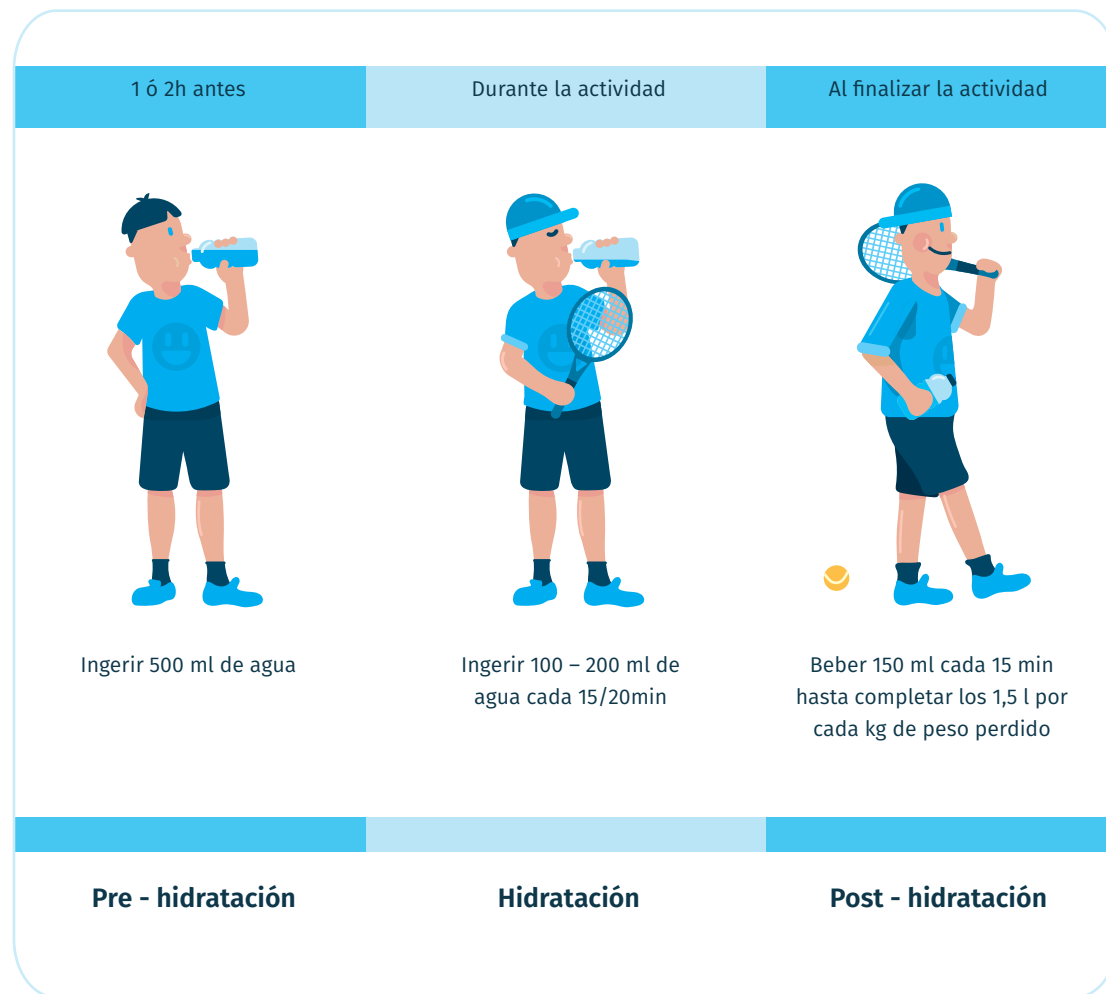 1 ó 2h antes
Durante la actividad
Al finalizar la actividad
Ingerir 500 ml de agua
Ingerir 100 – 200 ml de
agua cada 15/20min
Beber 150 ml cada 15 min
hasta completar los 1,5 l por
cada kg de peso perdido
Pre - hidratación
Hidratación
Post - hidratación